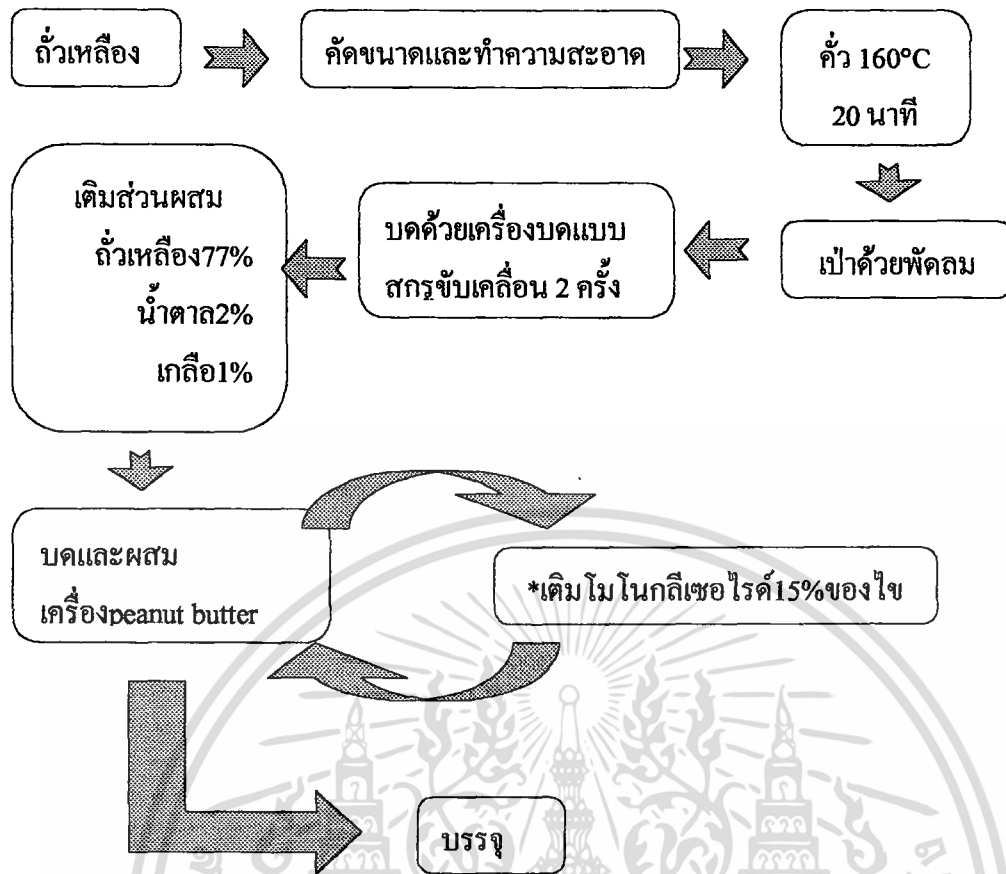 ถั่วเหลือง
คัดขนาดและทำความสะอาด
คั่ว 160°C
20 นาที
เป่าด้วยพัดลม
บดด้วยเครื่องบดแบบ
สกรูขับเคลื่อน 2 ครั้ง
เติมส่วนผสม
ถั่วเหลือง77%
น้ำตาล2%
เกลือ1%
บดและผสม
เครื่องpeanut butter
*เติมโมโนกลีเซอไรด์15%ของไข
บรรจุ